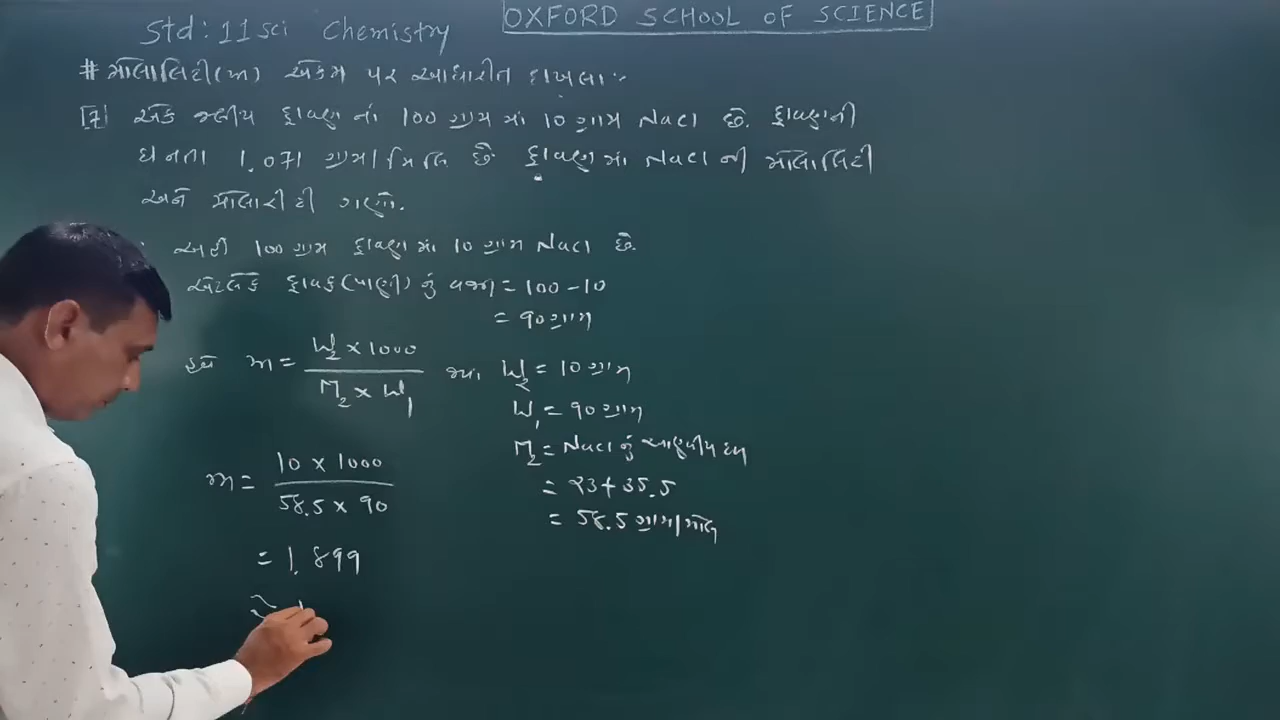 OXFORD SCHOOL OF SCIENCE
Std : 11 sci Chemistry
# મોલાલિટી(m) એકમ પર આધારીત દાખલા :-
[7] એક જલીય દ્રાવણ નાં 100 ગ્રામ માં 10 ગ્રામ NaCl છે. દ્રાવણની
ઘનતા 1.071 ગ્રામ/મિલિ છે દ્રાવણ માં NaCl ની મોલાલિટી
અને મોલારીટી ગણો.
અહી 100 ગ્રામ દ્રાવણ માં 10 ગ્રામ NaCl છે.
એટલેકે દ્રાવક(પાણી) નું વજન = 100 - 10
= 90 ગ્રામ
હવે m = W2 x 1000 / M2 x W1 જ્યાં W2 = 10 ગ્રામ
W1 = 90 ગ્રામ
M2 = NaCl નું આણ્વીય દળ
m = 10 x 1000 / 58.5 x 90 = 23 + 35.5
= 58.5 ગ્રામ/મોલ
= 1.899
≈